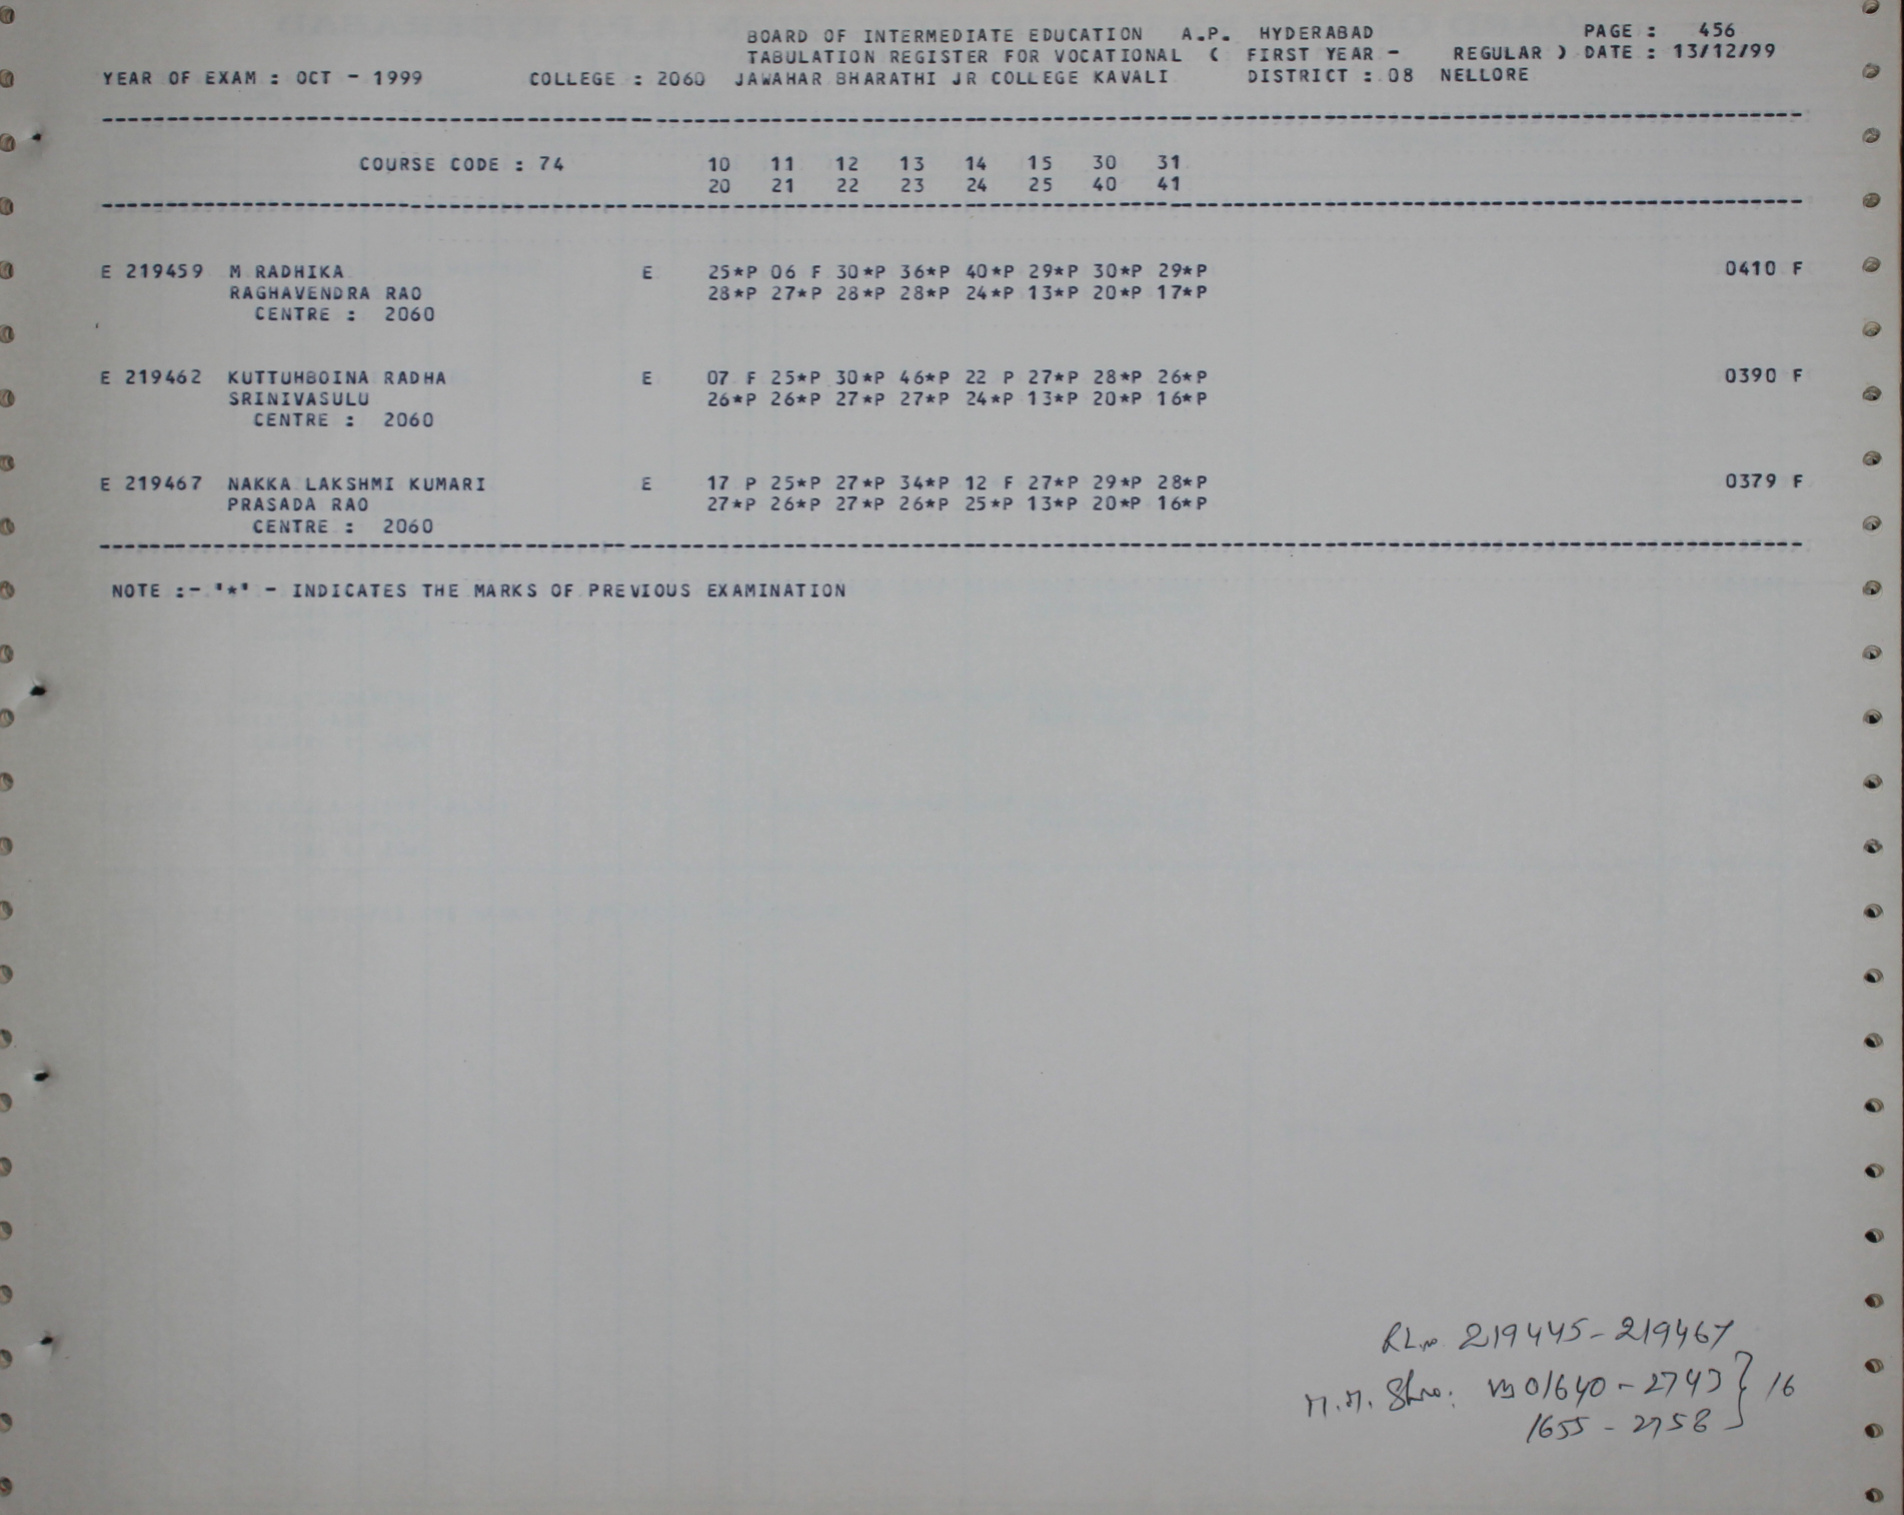 BOARD OF INTERMEDIATE EDUCATION A.P. HYDERABAD PAGE : 456
TABULATION REGISTER FOR VOCATIONAL ( FIRST YEAR - REGULAR ) DATE : 13/12/99
YEAR OF EXAM : OCT - 1999 COLLEGE : 2060 JAWAHAR BHARATHI JR COLLEGE KAVALI DISTRICT : 08 NELLORE
COURSE CODE : 74 10 11 12 13 14 15 30 31
20 21 22 23 24 25 40 41
E 219459 M RADHIKA E 25*P 06 F 30*P 36*P 40*P 29*P 30*P 29*P 0410 F
RAGHAVENDRA RAO 28*P 27*P 28*P 28*P 24*P 13*P 20*P 17*P
CENTRE : 2060
E 219462 KUTTUHBOINA RADHA E 07 F 25*P 30*P 46*P 22 P 27*P 28*P 26*P 0390 F
SRINIVASULU 26*P 26*P 27*P 27*P 24*P 13*P 20*P 16*P
CENTRE : 2060
E 219467 NAKKA LAKSHMI KUMARI E 17 P 25*P 27*P 34*P 12 F 27*P 29*P 28*P 0379 F
PRASADA RAO 27*P 26*P 27*P 26*P 25*P 13*P 20*P 16*P
CENTRE : 2060
NOTE :- '*' - INDICATES THE MARKS OF PREVIOUS EXAMINATION
219445-219467
M.M. 01640-2743 } 16
1655-2758